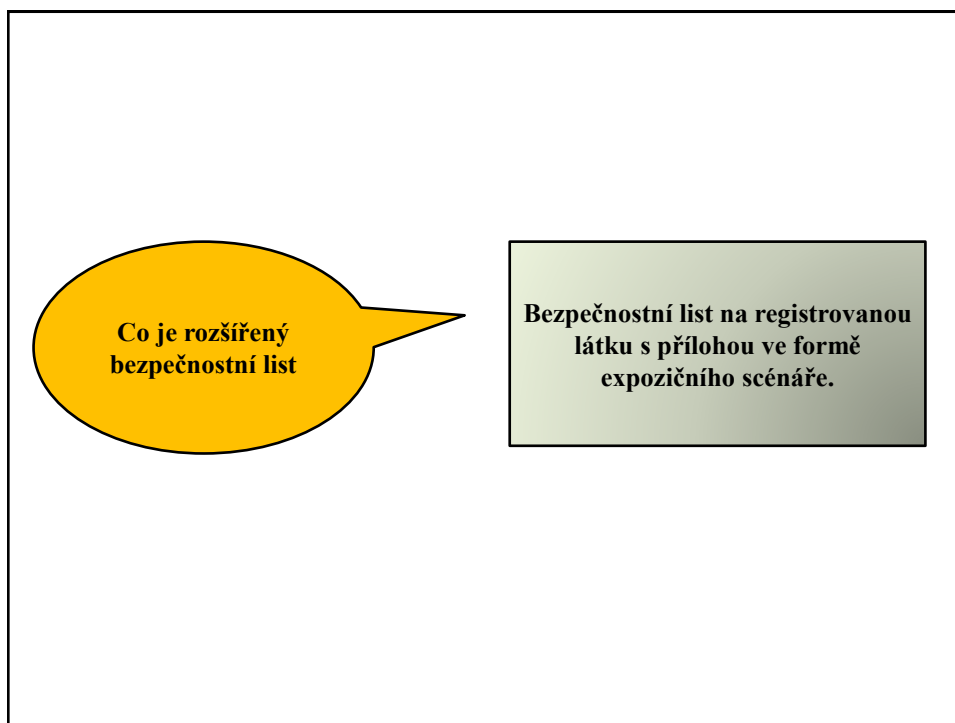 Co je rozšířený
bezpečnostní list
Bezpečnostní list na registrovanou
látku s přílohou ve formě
expozičního scénáře.